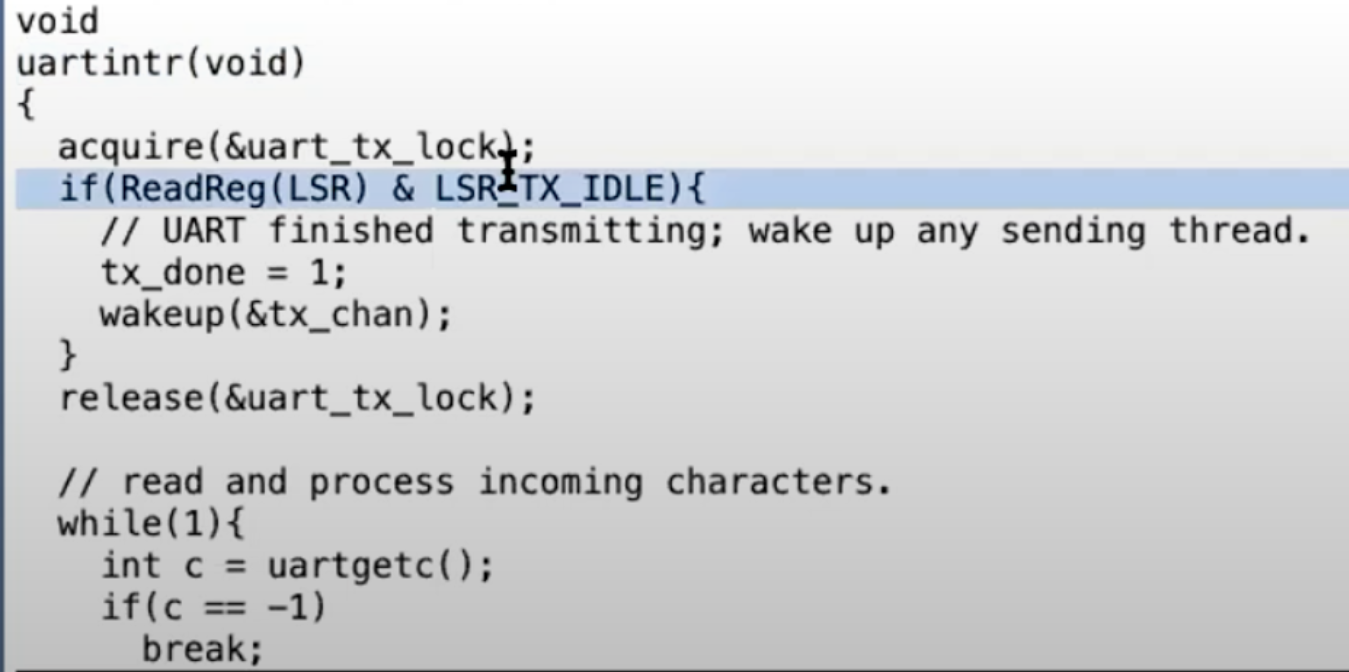 void
uartintr(void)
{
  acquire(&uart_tx_lock);
  if(ReadReg(LSR) & LSR_TX_IDLE){
    // UART finished transmitting; wake up any sending thread.
    tx_done = 1;
    wakeup(&tx_chan);
  }
  release(&uart_tx_lock);

  // read and process incoming characters.
  while(1){
    int c = uartgetc();
    if(c == -1)
      break;